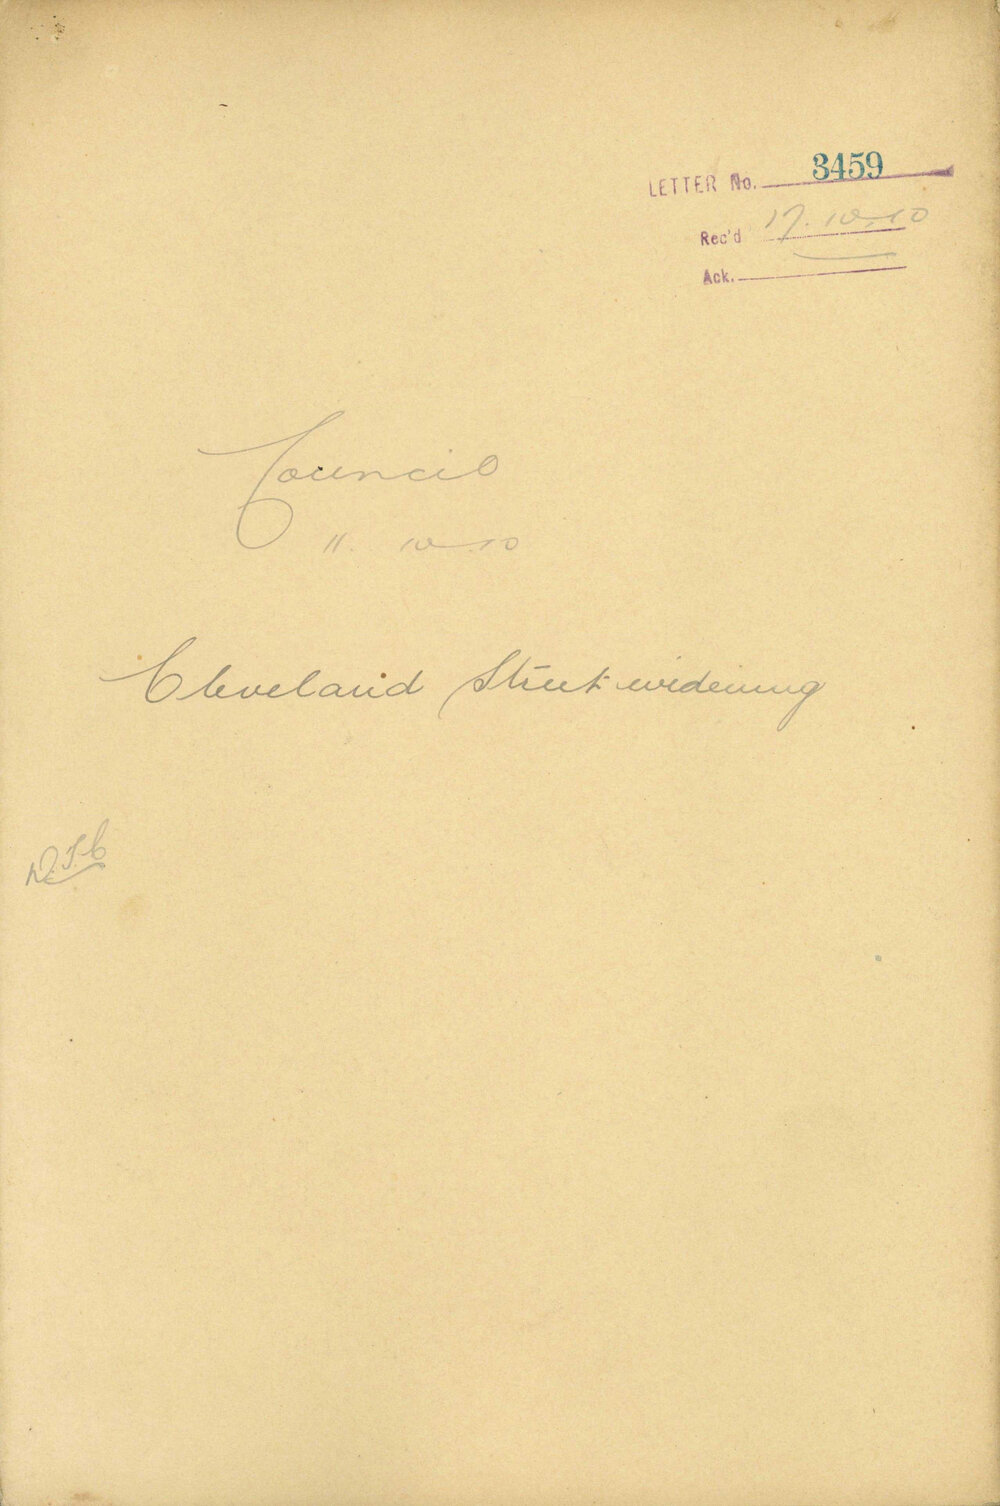 LETTER No. 3459
Rec'd 17.10.10
Ack.
Council
11. 10.10
Cleveland Street widening